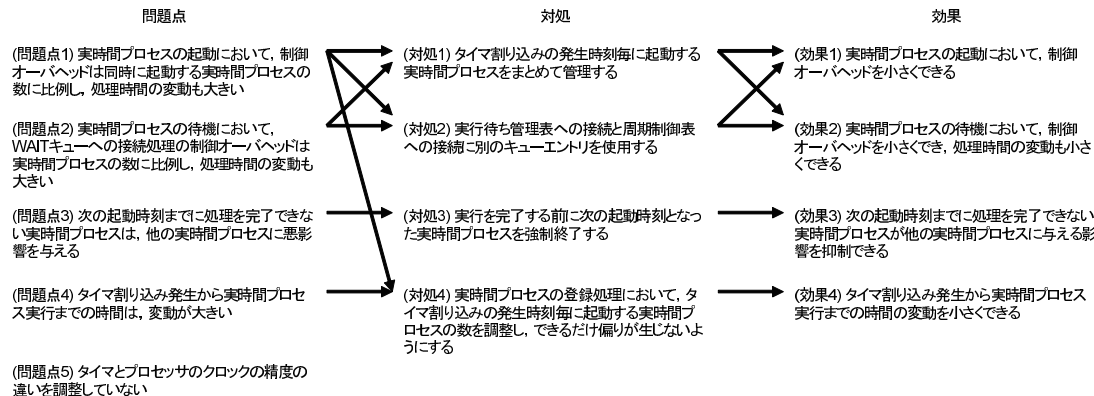 問題点
対処
効果
(問題点1) 実時間プロセスの起動において, 制御
オーバヘッドは同時に起動する実時間プロセスの
数に比例し, 処理時間の変動も大きい
(問題点2) 実時間プロセスの待機において,
WAITキューへの接続処理の制御オーバヘッドは
実時間プロセスの数に比例し, 処理時間の変動も
大きい
(問題点3) 次の起動時刻までに処理を完了できな
い実時間プロセスは, 他の実時間プロセスに悪影
響を与える
(問題点4) タイマ割り込み発生から実時間プロセ
ス実行までの時間は, 変動が大きい
(問題点5) タイマとプロセッサのクロックの精度の
違いを調整していない
(対処1) タイマ割り込みの発生時刻毎に起動する
実時間プロセスをまとめて管理する
(対処2) 実行待ち管理表への接続と周期制御表
への接続に別のキューエントリを使用する
(対処3) 実行を完了する前に次の起動時刻となっ
た実時間プロセスを強制終了する
(対処4) 実時間プロセスの登録処理において, タ
イマ割り込みの発生時刻毎に起動する実時間プ
ロセスの数を調整し, できるだけ偏りが生じないよ
うにする
(効果1) 実時間プロセスの起動において, 制御
オーバヘッドを小さくできる
(効果2) 実時間プロセスの待機において, 制御
オーバヘッドを小さくでき, 処理時間の変動も小さ
くできる
(効果3) 次の起動時刻までに処理を完了できない
実時間プロセスが他の実時間プロセスに与える影
響を抑制できる
(効果4) タイマ割り込み発生から実時間プロセス
実行までの時間の変動を小さくできる